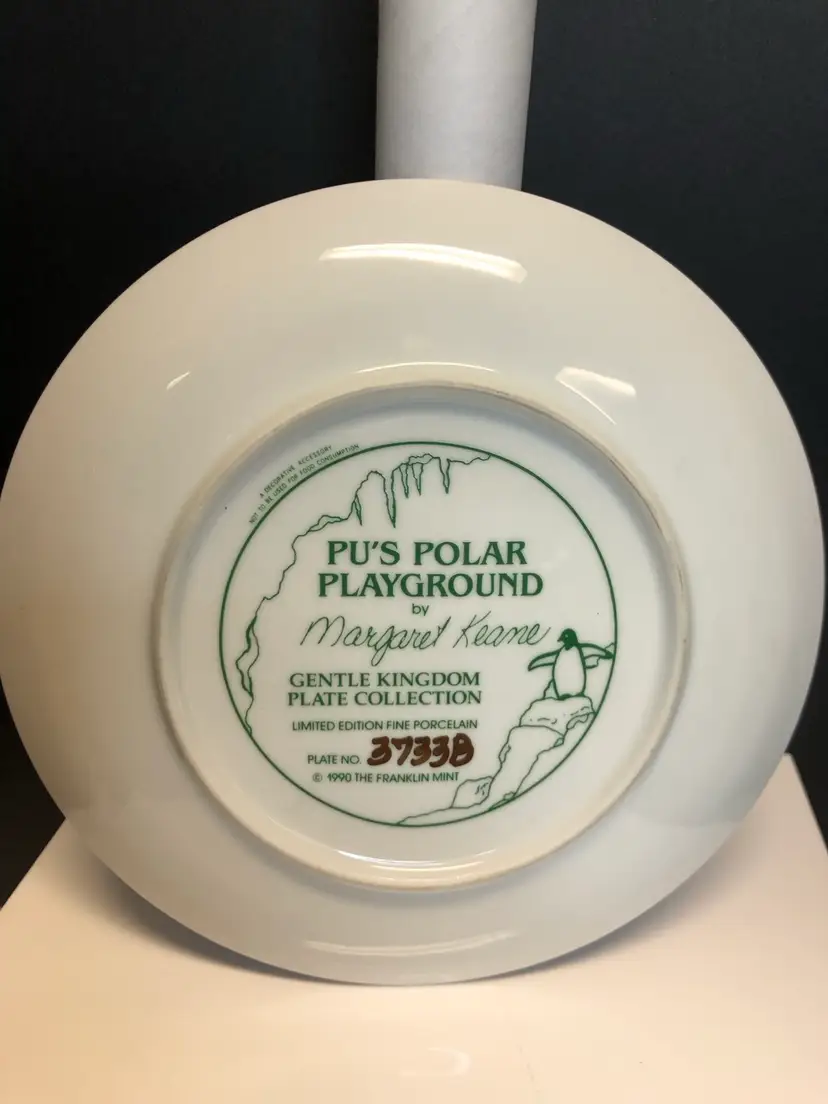 A DECORATIVE ACCESSORY
NOT TO BE USED FOR FOOD CONSUMPTION
PU'S POLAR
PLAYGROUND
by
Margaret Keane
GENTLE KINGDOM
PLATE COLLECTION
LIMITED EDITION FINE PORCELAIN
PLATE NO. 3733B
© 1990 THE FRANKLIN MINT